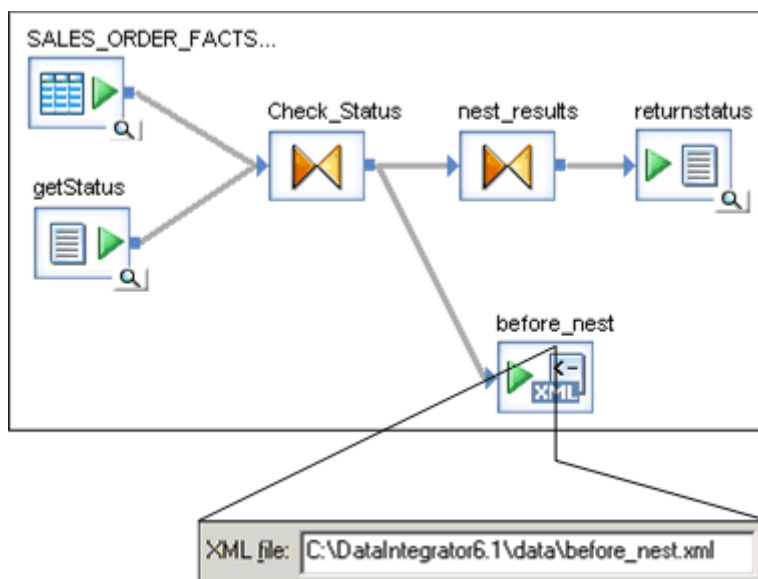 SALES_ORDER_FACTS...
Check_Status
nest_results
returnstatus
getStatus
before_nest
<-
XML
XML file: C:\DataIntegrator6.1\data\before_nest.xml